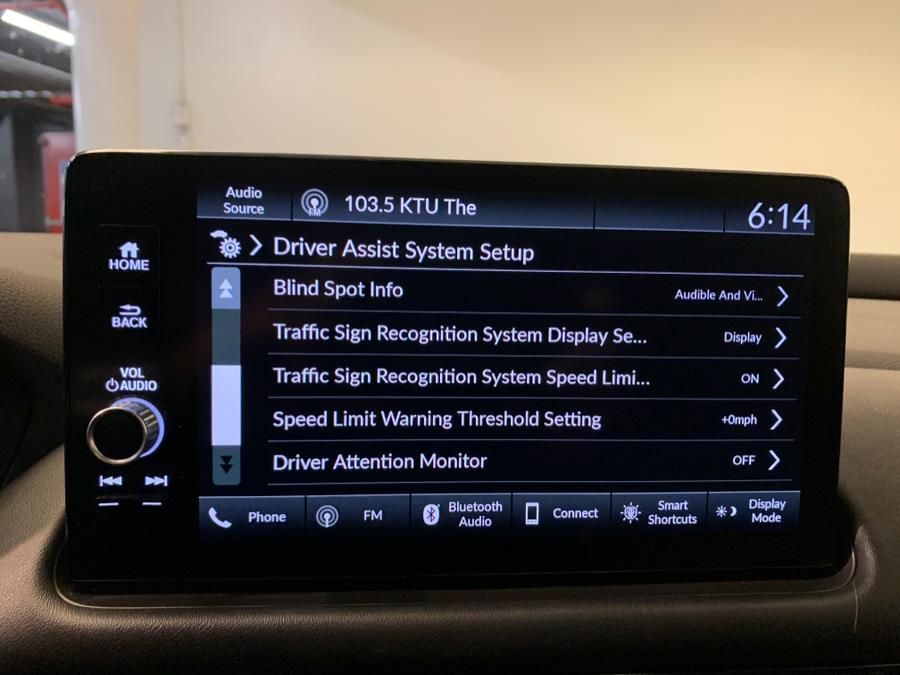 Audio
Source
FM
103.5 KTU The
6:14
Driver Assist System Setup
HOME
BACK
VOL
AUDIO
Blind Spot Info
Audible And Vi...
Traffic Sign Recognition System Display Se...
Display
Traffic Sign Recognition System Speed Limi...
ON
Speed Limit Warning Threshold Setting
+0mph
Driver Attention Monitor
OFF
Phone
FM
Bluetooth
Audio
Connect
Smart
Shortcuts
Display
Mode